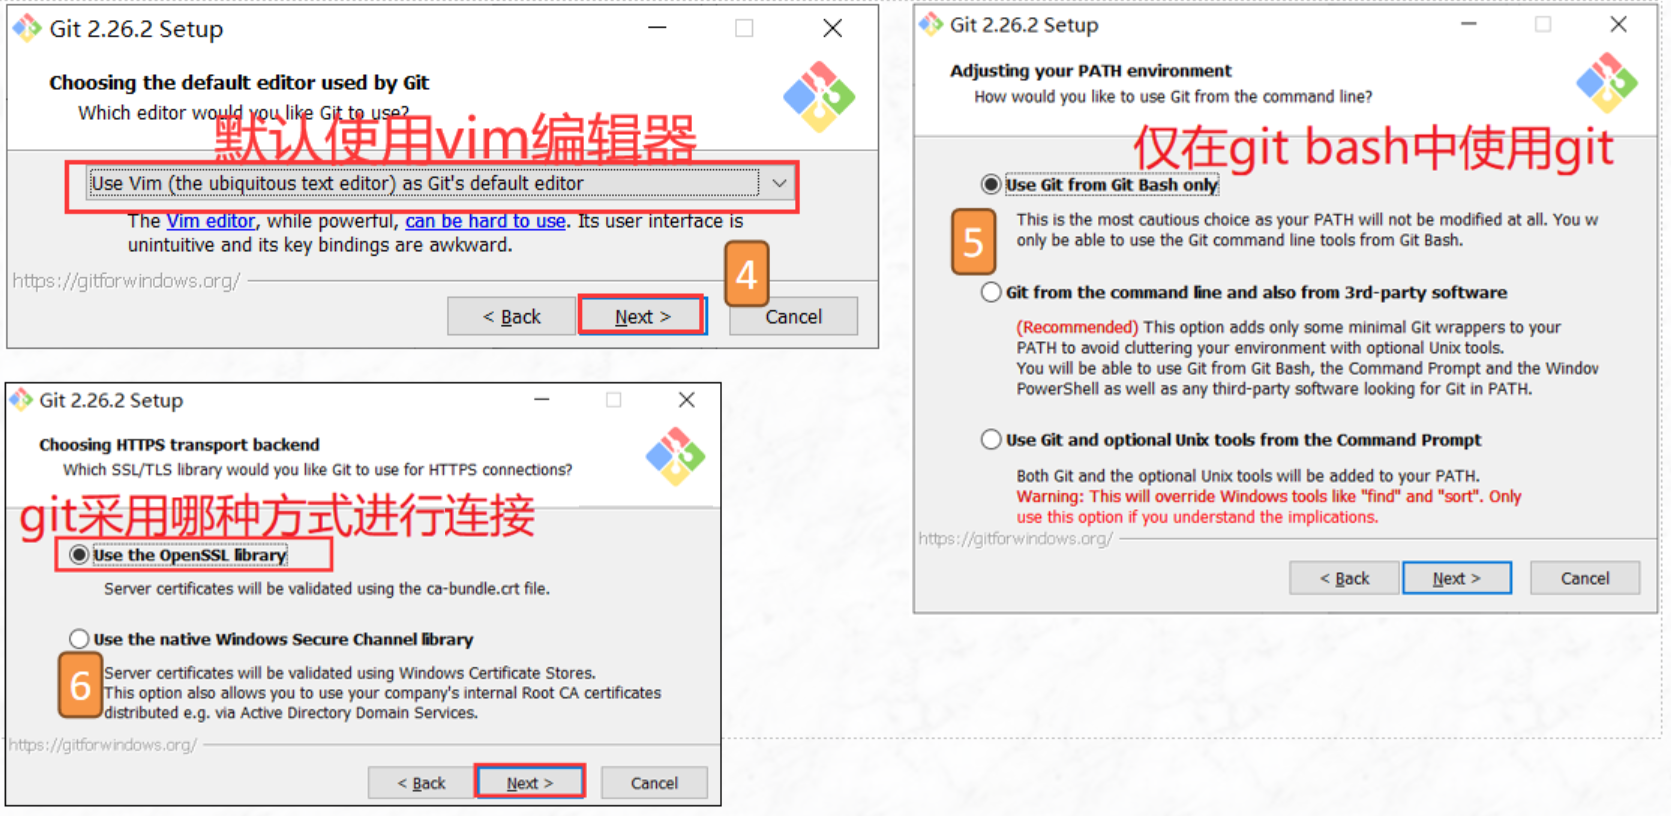 Git 2.26.2 Setup
Choosing the default editor used by Git
Which editor would you like Git to use?
默认使用vim编辑器
Use Vim (the ubiquitous text editor) as Git's default editor
The Vim editor, while powerful, can be hard to use. Its user interface is
unintuitive and its key bindings are awkward.
4
https://gitforwindows.org/
< Back
Next >
Cancel
Git 2.26.2 Setup
Adjusting your PATH environment
How would you like to use Git from the command line?
仅在git bash中使用git
Use Git from Git Bash only
This is the most cautious choice as your PATH will not be modified at all. You w
only be able to use the Git command line tools from Git Bash.
5
Git from the command line and also from 3rd-party software
(Recommended) This option adds only some minimal Git wrappers to your
PATH to avoid cluttering your environment with optional Unix tools.
You will be able to use Git from Git Bash, the Command Prompt and the Window
PowerShell as well as any third-party software looking for Git in PATH.
Use Git and optional Unix tools from the Command Prompt
Both Git and the optional Unix tools will be added to your PATH.
Warning: This will override Windows tools like "find" and "sort". Only
use this option if you understand the implications.
https://gitforwindows.org/
< Back
Next >
Cancel
Git 2.26.2 Setup
Choosing HTTPS transport backend
Which SSL/TLS library would you like Git to use for HTTPS connections?
git采用哪种方式进行连接
Use the OpenSSL library
Server certificates will be validated using the ca-bundle.crt file.
Use the native Windows Secure Channel library
6
Server certificates will be validated using Windows Certificate Stores.
This option also allows you to use your company's internal Root CA certificates
distributed e.g. via Active Directory Domain Services.
https://gitforwindows.org/
< Back
Next >
Cancel